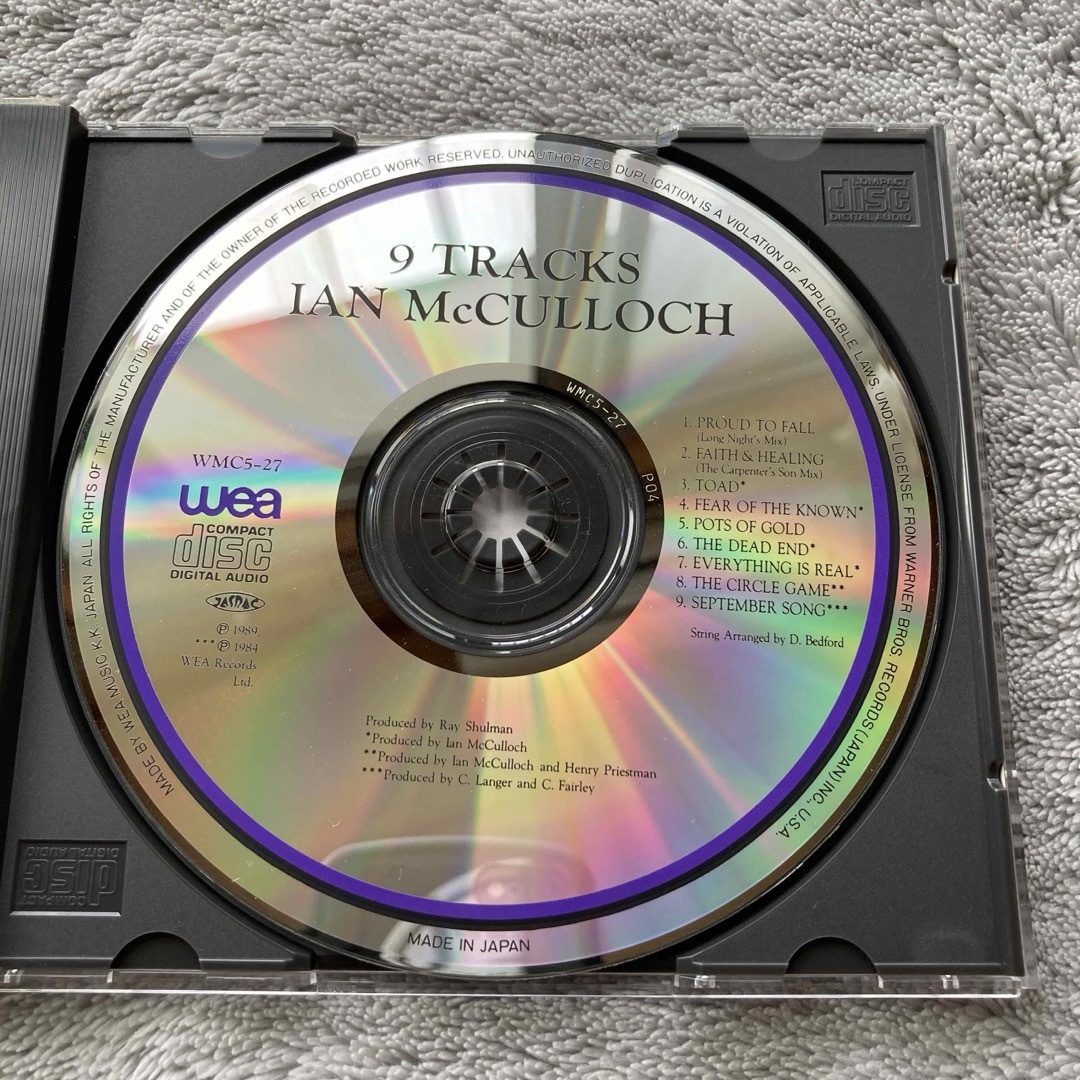 9 TRACKS
IAN McCULLOCH
WMC5-27
wea
COMPACT
disc
DIGITAL AUDIO
JASRAC
Ⓟ 1989,
***Ⓟ 1984
WEA Records
Ltd.
WMC5-27
P04
1. PROUD TO FALL
(Long Night's Mix)
2. FAITH & HEALING
(The Carpenter's Son Mix)
3. TOAD*
4. FEAR OF THE KNOWN*
5. POTS OF GOLD
6. THE DEAD END*
7. EVERYTHING IS REAL*
8. THE CIRCLE GAME**
9. SEPTEMBER SONG***
String Arranged by D. Bedford
Produced by Ray Shulman
*Produced by Ian McCulloch
**Produced by Ian McCulloch and Henry Priestman
***Produced by C. Langer and C. Fairley
MADE BY WEA MUSIC K.K. JAPAN ALL RIGHTS OF THE MANUFACTURER AND OF THE OWNER OF THE RECORDED WORK RESERVED. UNAUTHORIZED DUPLICATION IS A VIOLATION OF APPLICABLE LAWS. UNDER LICENSE FROM WARNER BROS. RECORDS (JAPAN) INC., U.S.A.
MADE IN JAPAN
COMPACT
disc
DIGITAL AUDIO
COMPACT
disc
DIGITAL AUDIO